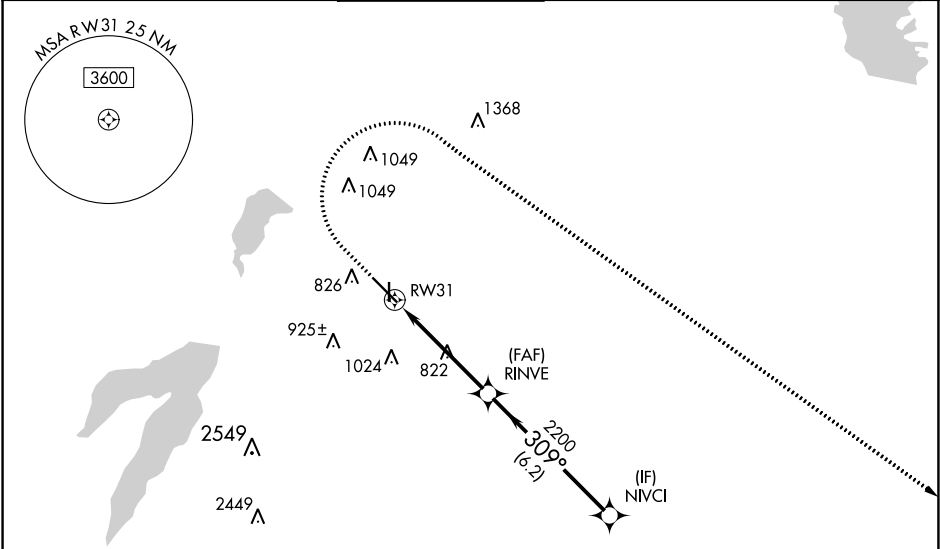 MSA RW31 25 NM
3600
1368
1049
1049
826
RW31
925±
1024
822
(FAF)
RINVE
2200
309°
(6.2)
2549
2449
(IF)
NIVCI